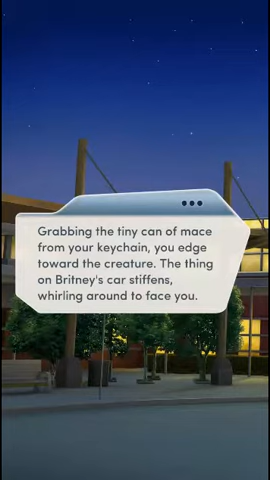 Grabbing the tiny can of mace
from your keychain, you edge
toward the creature. The thing
on Britney's car stiffens,
whirling around to face you.